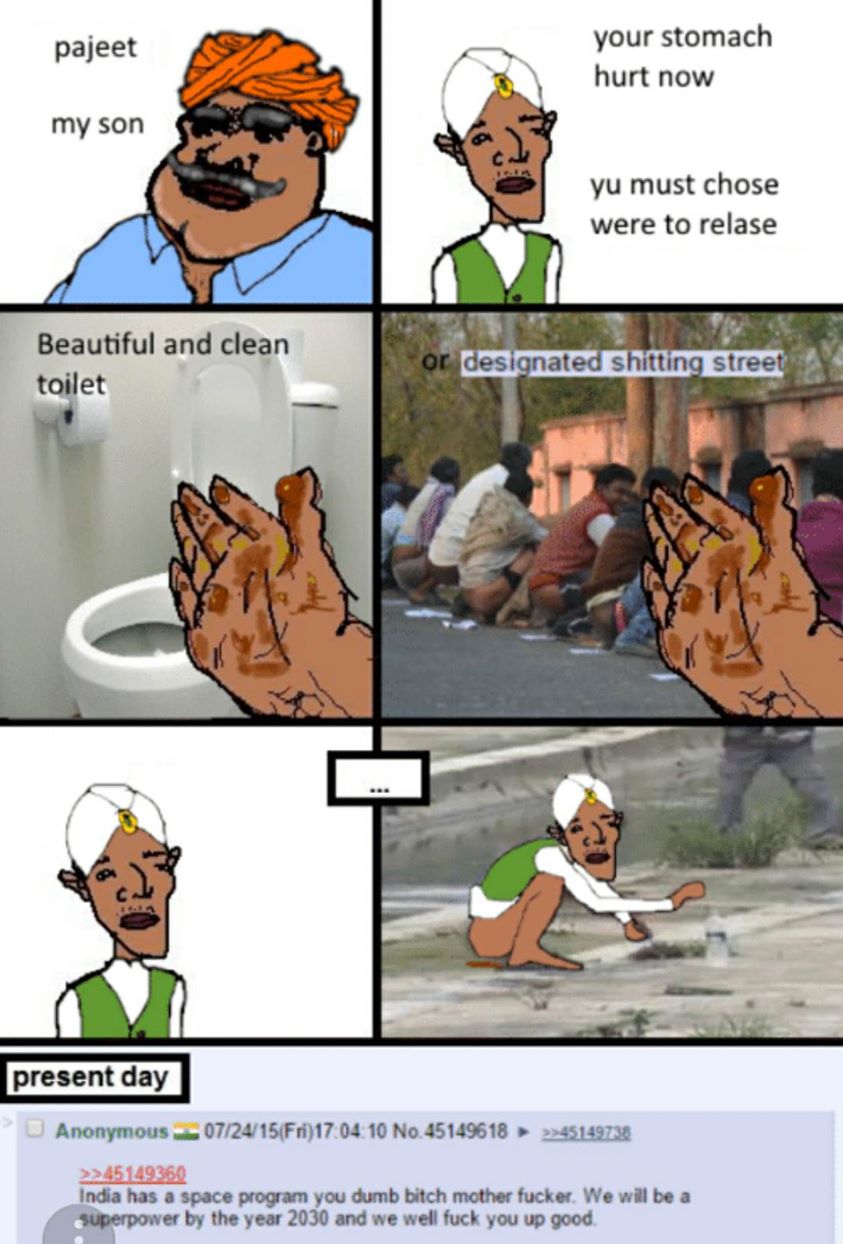 pajeet
my son
your stomach
hurt now
yu must chose
were to relase
Beautiful and clean
toilet
or designated shitting street
...
present day
Anonymous 07/24/15(Fri)17:04:10 No.45149618 ► >>45149738
>>45149360
India has a space program you dumb bitch mother fucker. We will be a
superpower by the year 2030 and we well fuck you up good.